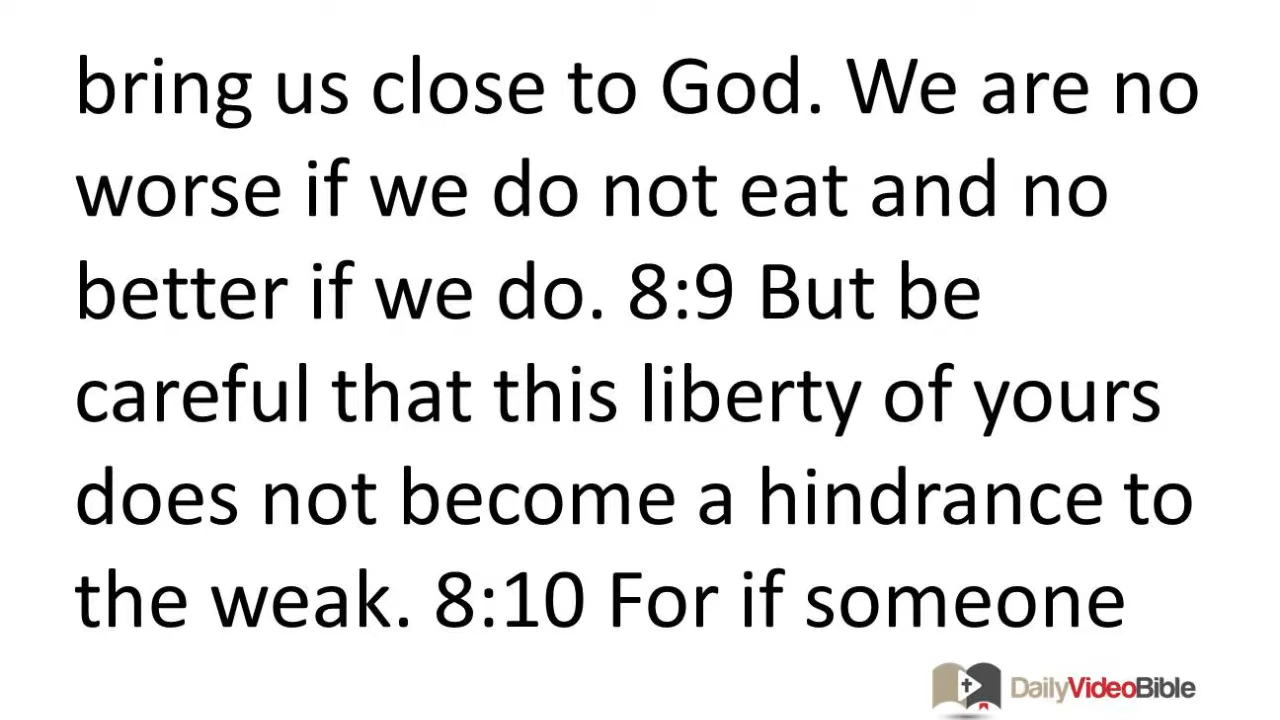 bring us close to God. We are no
worse if we do not eat and no
better if we do. 8:9 But be
careful that this liberty of yours
does not become a hindrance to
the weak. 8:10 For if someone
DailyVideoBible